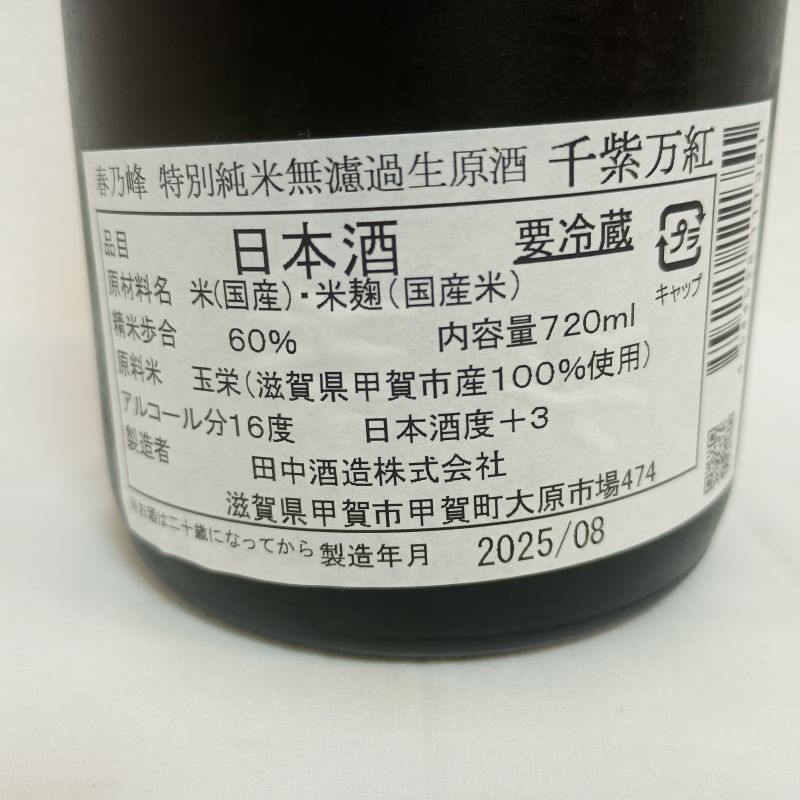 春乃峰 特別純米無濾過生原酒 千紫万紅
品目 日本酒 要冷蔵 プラ
キャップ
原材料名 米(国産)・米麹(国産米)
精米歩合 60% 内容量720ml
原料米 玉栄(滋賀県甲賀市産100%使用)
アルコール分16度 日本酒度+3
製造者 田中酒造株式会社
滋賀県甲賀市甲賀町大原市場474
※お酒は二十歳になってから 製造年月 2025/08